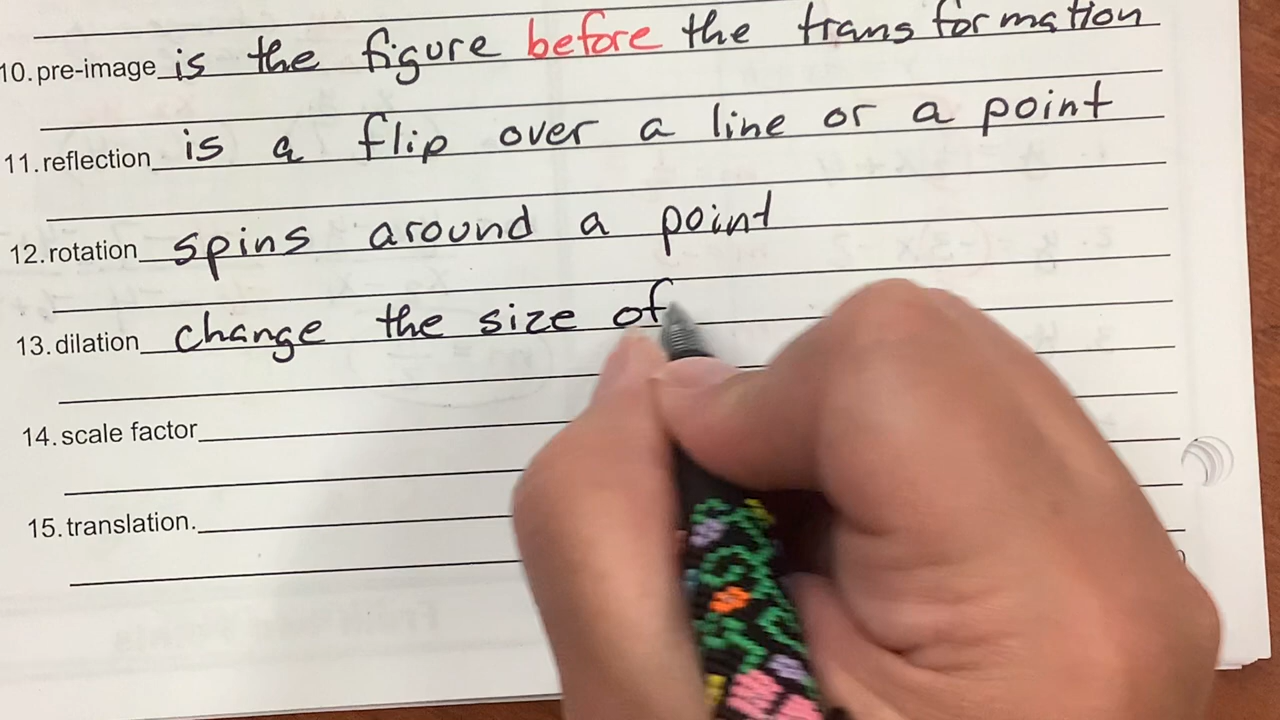 10. pre-image is the figure before the transformation
11. reflection is a flip over a line or a point
12. rotation spins around a point
13. dilation change the size of
14. scale factor
15. translation.